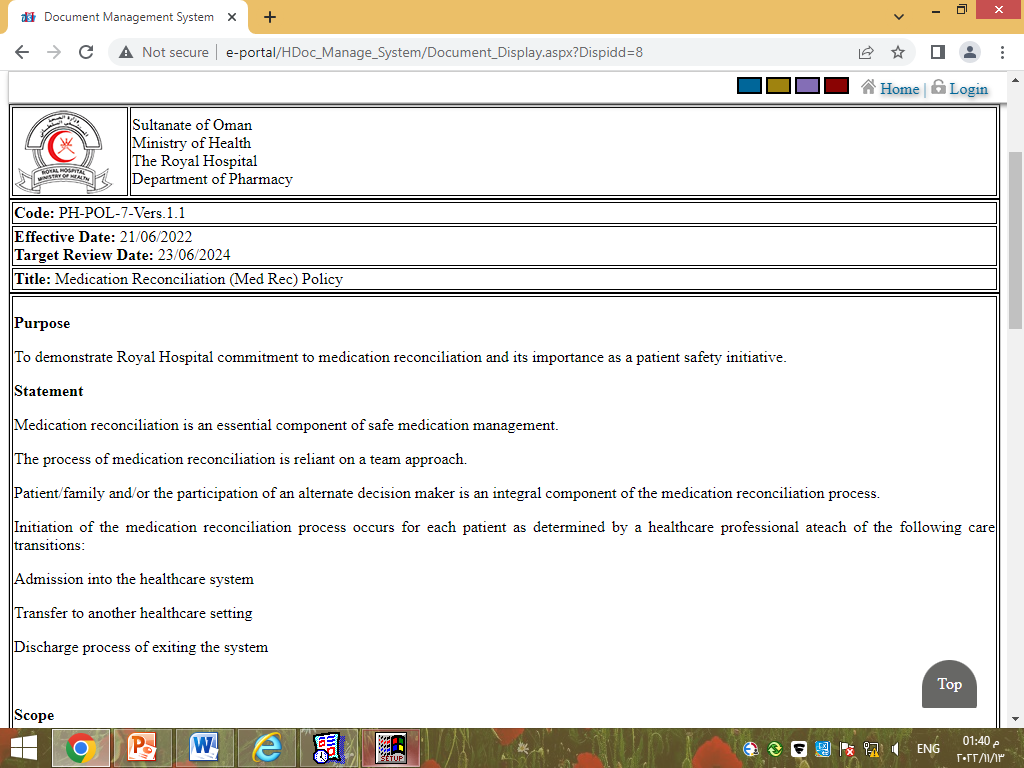 Document Management System
Not secure
e-portal/HDoc_Manage_System/Document_Display.aspx?Dispidd=8
Home | Login
ROYAL HOSPITAL
MINISTRY OF HEALTH
Sultanate of Oman
Ministry of Health
The Royal Hospital
Department of Pharmacy
Code: PH-POL-7-Vers.1.1
Effective Date: 21/06/2022
Target Review Date: 23/06/2024
Title: Medication Reconciliation (Med Rec) Policy
Purpose
To demonstrate Royal Hospital commitment to medication reconciliation and its importance as a patient safety initiative.
Statement
Medication reconciliation is an essential component of safe medication management.
The process of medication reconciliation is reliant on a team approach.
Patient/family and/or the participation of an alternate decision maker is an integral component of the medication reconciliation process.
Initiation of the medication reconciliation process occurs for each patient as determined by a healthcare professional ateach of the following care
transitions:
Admission into the healthcare system
Transfer to another healthcare setting
Discharge process of exiting the system
Top
Scope
SETUP
ENG
01:40 م
٢٠٢٢/١١/١٣